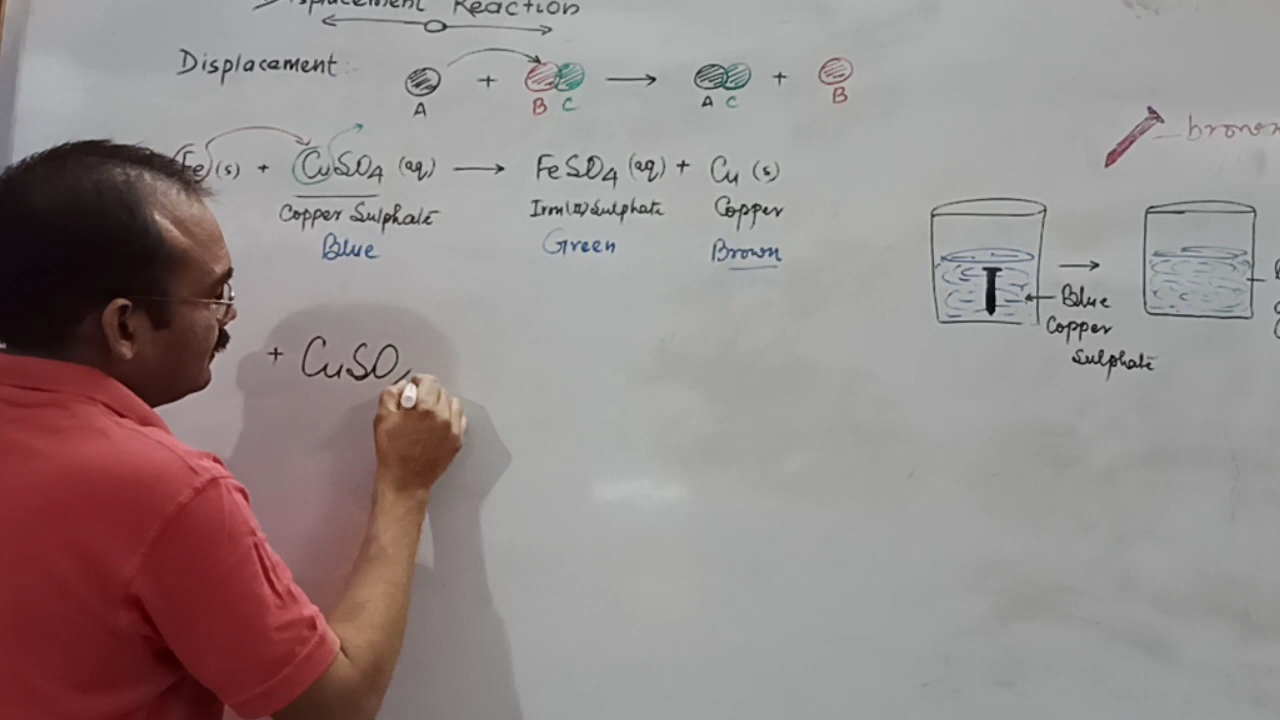 Displacement Reaction
Displacement :
A + B C → A C + B
Fe (s) + CuSO4 (aq) → FeSO4 (aq) + Cu (s)
Copper Sulphate Iron(II) Sulphate Copper
Blue Green Brown
+ CuSO
brown
→
← Blue
Copper
Sulphate